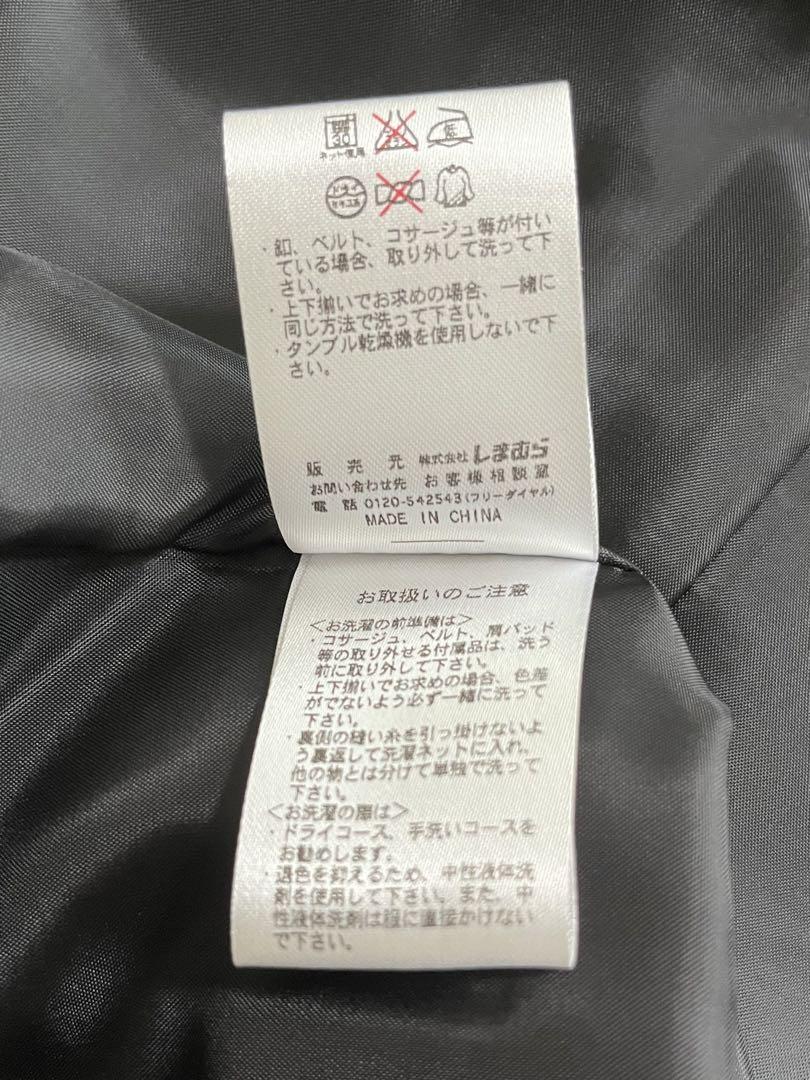 30
ネット使用
低
ドライ
セキユ系
・釦、ベルト、コサージュ等が付い
ている場合、取り外して洗って下
さい。
・上下揃いでお求めの場合、一緒に
同じ方法で洗って下さい。
・タンブル乾燥機を使用しないで下
さい。
販売元 株式会社 しまむら
お問い合わせ先 お客様相談室
電話 0120-542543(フリーダイヤル)
MADE IN CHINA
お取扱いのご注意
<お洗濯の前準備は>
・コサージュ、ベルト、肩パッド
等の取り外せる付属品は、洗う
前に取り外して下さい。
・上下揃いでお求めの場合、色差
がでないよう必ず一緒に洗って
下さい。
・裏側の縫い糸を引っ掛けないよ
う裏返して洗濯ネットに入れ、
他の物とは分けて単独で洗って
下さい。
<お洗濯の際は>
・ドライコース、手洗いコースを
お勧めします。
・退色を抑えるため、中性液体洗
剤を使用して下さい。また、中
性液体洗剤は服に直接かけない
で下さい。